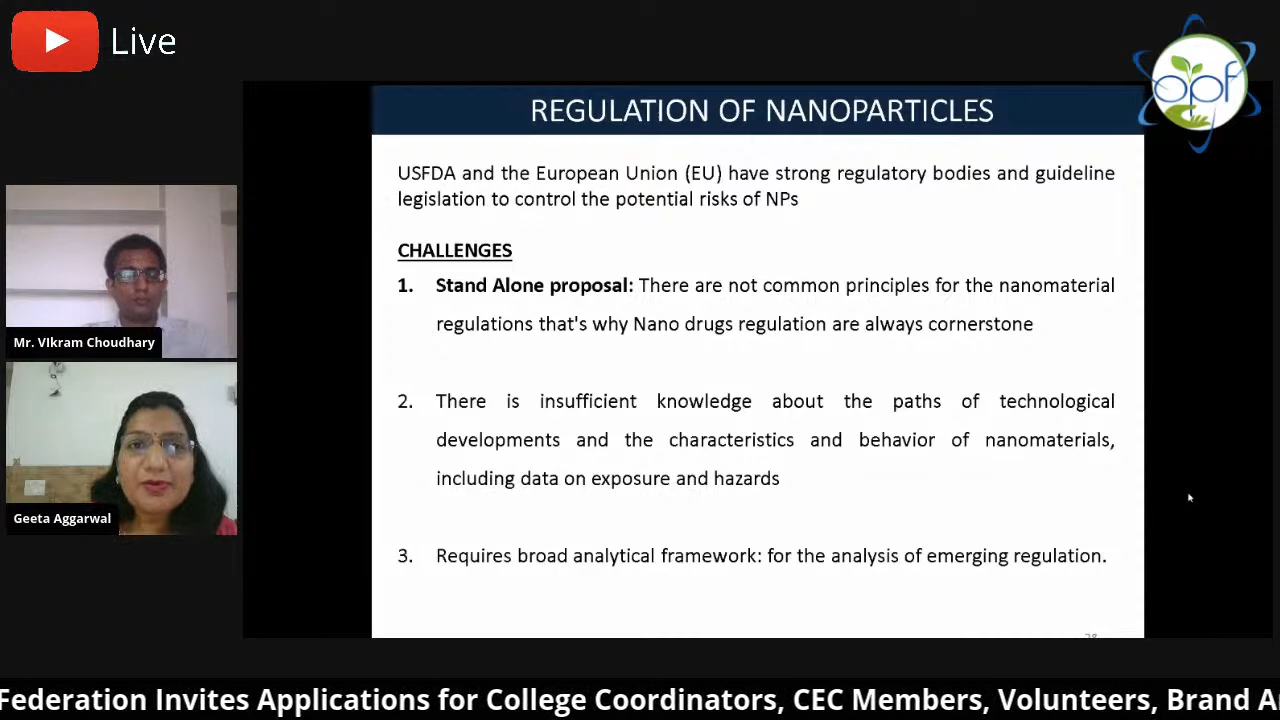 Live
opf
REGULATION OF NANOPARTICLES
USFDA and the European Union (EU) have strong regulatory bodies and guideline
legislation to control the potential risks of NPs
CHALLENGES
1. Stand Alone proposal: There are not common principles for the nanomaterial
regulations that's why Nano drugs regulation are always cornerstone
2. There is insufficient knowledge about the paths of technological
developments and the characteristics and behavior of nanomaterials,
including data on exposure and hazards
3. Requires broad analytical framework: for the analysis of emerging regulation.
Mr. VIkram Choudhary
Geeta Aggarwal
Federation Invites Applications for College Coordinators, CEC Members, Volunteers, Brand